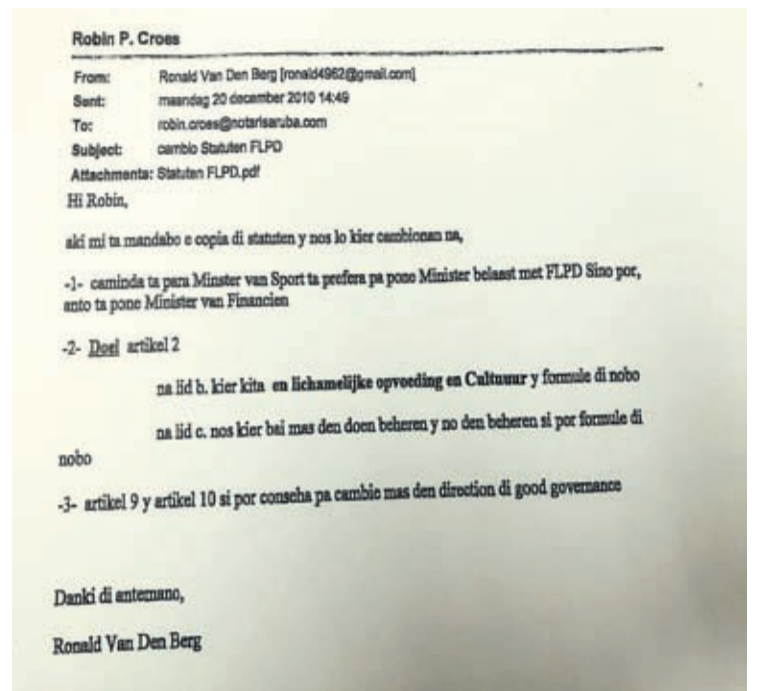 Robin P. Croes
From: Ronald Van Den Berg [ronald4962@gmail.com]
Sent: maandag 20 december 2010 14:49
To: robin.croes@notarisaruba.com
Subject: cambio Statuten FLPD
Attachments: Statuten FLPD.pdf
Hi Robin,
akí mi ta mandabo e copia di statuten y nos lo kier cambionan na,
-1- caminda ta para Minster van Sport ta prefera pa pone Minister belaast met FLPD Sino por,
anto ta pone Minister van Financien
-2- Doel artikel 2
na lid b. kier kita en lichamelijke opvoeding en Cultuuur y formule di nobo
na lid c. nos kier bai mas den doen beheren y no den beheren si por formule di
nobo
-3- artikel 9 y artikel 10 si por conseha pa cambie mas den direction di good governance
Danki di antemano,
Ronald Van Den Berg